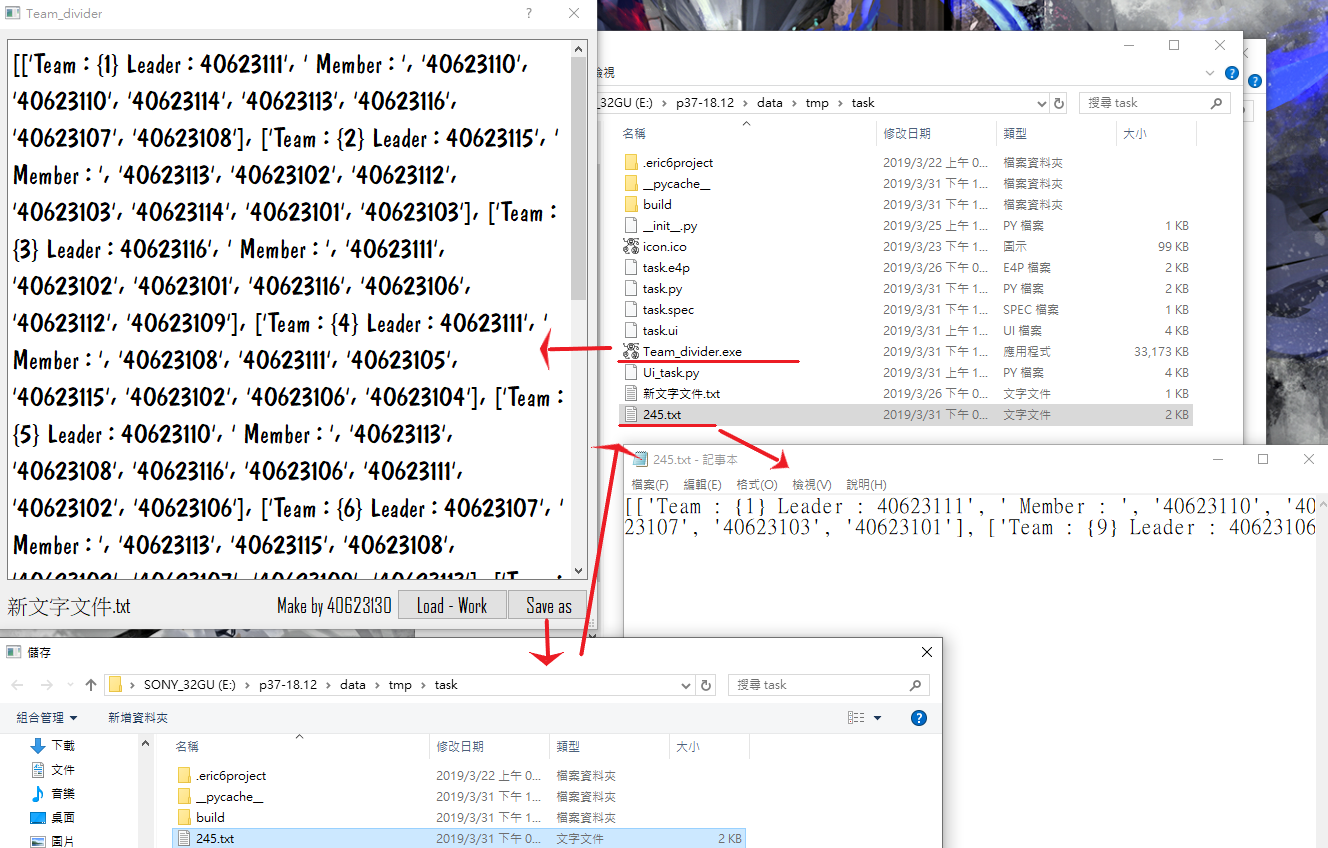 Team_divider
[['Team : {1} Leader : 40623111', ' Member : ', '40623110',
'40623110', '40623114', '40623113', '40623116',
'40623107', '40623108'], ['Team : {2} Leader : 40623115', '
Member : ', '40623113', '40623102', '40623112',
'40623103', '40623114', '40623101', '40623103'], ['Team :
{3} Leader : 40623116', ' Member : ', '40623111',
'40623102', '40623101', '40623116', '40623106',
'40623112', '40623109'], ['Team : {4} Leader : 40623111', '
Member : ', '40623108', '40623111', '40623105',
'40623115', '40623102', '40623106', '40623104'], ['Team :
{5} Leader : 40623110', ' Member : ', '40623113',
'40623108', '40623116', '40623106', '40623111',
'40623102', '40623106'], ['Team : {6} Leader : 40623107', '
Member : ', '40623113', '40623115', '40623108',
新文字文件.txt
Make by 40623130
Load - Work
Save as
檢視
_32GU (E:) › p37-18.12 › data › tmp › task
搜尋 task
名稱 修改日期 類型 大小
.eric6project 2019/3/22 上午 0... 檔案資料夾
__pycache__ 2019/3/31 下午 1... 檔案資料夾
build 2019/3/31 下午 1... 檔案資料夾
__init__.py 2019/3/25 上午 1... PY 檔案 1 KB
icon.ico 2019/3/23 下午 1... 圖示 99 KB
task.e4p 2019/3/26 下午 0... E4P 檔案 2 KB
task.py 2019/3/31 下午 1... PY 檔案 2 KB
task.spec 2019/3/31 下午 1... SPEC 檔案 1 KB
task.ui 2019/3/31 下午 1... UI 檔案 4 KB
Team_divider.exe 2019/3/31 下午 1... 應用程式 33,173 KB
Ui_task.py 2019/3/31 下午 1... PY 檔案 4 KB
新文字文件.txt 2019/3/26 下午 0... 文字文件 1 KB
245.txt 2019/3/31 下午 0... 文字文件 2 KB
245.txt - 記事本
檔案(F) 編輯(E) 格式(O) 檢視(V) 說明(H)
[['Team : {1} Leader : 40623111', ' Member : ', '40623110', '40
23107', '40623103', '40623101'], ['Team : {9} Leader : 40623106
儲存
SONY_32GU (E:) › p37-18.12 › data › tmp › task
搜尋 task
組合管理 新增資料夾
下載
文件
音樂
桌面
圖片
名稱 修改日期 類型 大小
.eric6project 2019/3/22 上午 0... 檔案資料夾
__pycache__ 2019/3/31 下午 1... 檔案資料夾
build 2019/3/31 下午 1... 檔案資料夾
245.txt 2019/3/31 下午 0... 文字文件 2 KB